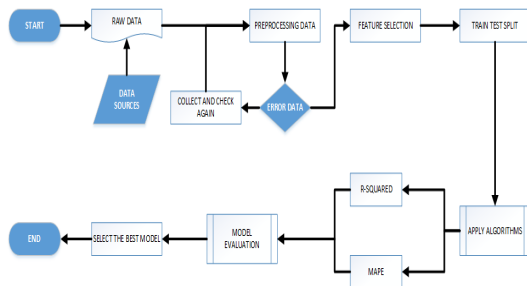 START
RAW DATA
PREPROCESSING DATA
FEATURE SELECTION
TRAIN TEST SPLIT
DATA
SOURCES
COLLECT AND CHECK
AGAIN
ERROR DATA
R-SQUARED
MAPE
APPLY ALGORITHMS
MODEL
EVALUATION
SELECT THE BEST MODEL
END